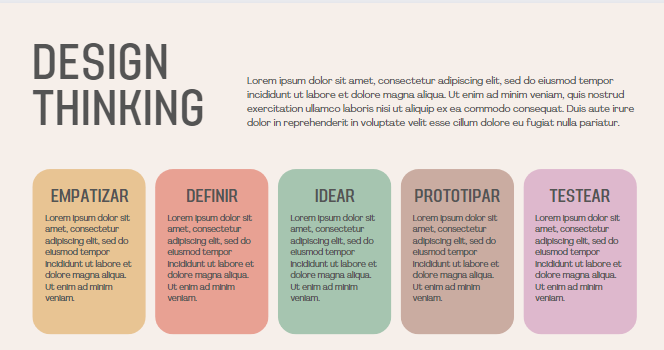 DESIGN
THINKING
Lorem ipsum dolor sit amet, consectetur adipiscing elit, sed do eiusmod tempor
incididunt ut labore et dolore magna aliqua. Ut enim ad minim veniam, quis nostrud
exercitation ullamco laboris nisi ut aliquip ex ea commodo consequat. Duis aute irure
dolor in reprehenderit in voluptate velit esse cillum dolore eu fugiat nulla pariatur.
EMPATIZAR
Lorem ipsum dolor sit
amet, consectetur
adipiscing elit, sed do
eiusmod tempor
incididunt ut labore et
dolore magna aliqua.
Ut enim ad minim
veniam.
DEFINIR
Lorem ipsum dolor sit
amet, consectetur
adipiscing elit, sed do
eiusmod tempor
incididunt ut labore et
dolore magna aliqua.
Ut enim ad minim
veniam.
IDEAR
Lorem ipsum dolor sit
amet, consectetur
adipiscing elit, sed do
eiusmod tempor
incididunt ut labore et
dolore magna aliqua.
Ut enim ad minim
veniam.
PROTOTIPAR
Lorem ipsum dolor sit
amet, consectetur
adipiscing elit, sed do
eiusmod tempor
incididunt ut labore et
dolore magna aliqua.
Ut enim ad minim
veniam.
TESTEAR
Lorem ipsum dolor sit
amet, consectetur
adipiscing elit, sed do
eiusmod tempor
incididunt ut labore et
dolore magna aliqua.
Ut enim ad minim
veniam.